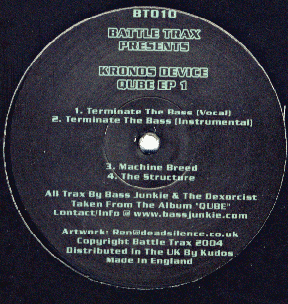 BT010
BATTLE TRAX
PRESENTS
KRONOS DEVICE
QUBE EP 1
1. Terminate The Bass (Vocal)
2. Terminate The Bass (Instrumental)
3. Machine Breed
4. The Structure
All Trax By Bass Junkie & The Dexorcist
Taken From The Album 'QUBE'
Contact/Info @ www.bassjunkie.com
Artwork: Ron@deadsilence.co.uk
Copyright Battle Trax 2004
Distributed In The UK By Kudos
Made In England